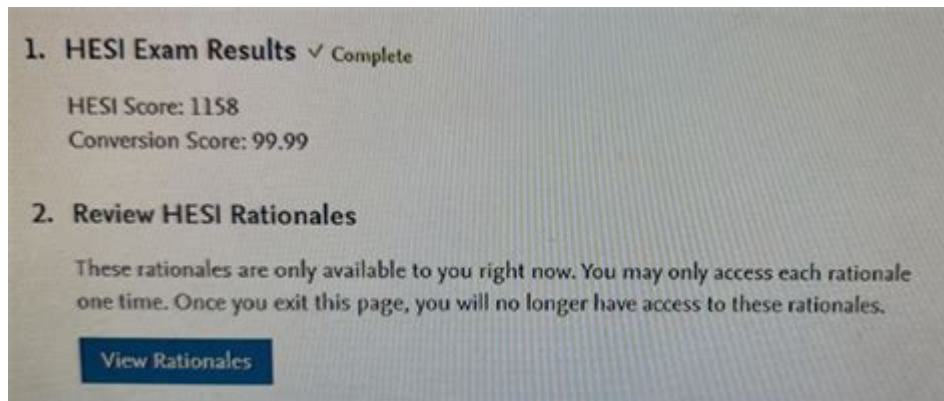 1. HESI Exam Results ✓ Complete
HESI Score: 1158
Conversion Score: 99.99
2. Review HESI Rationales
These rationales are only available to you right now. You may only access each rationale
one time. Once you exit this page, you will no longer have access to these rationales.
View Rationales